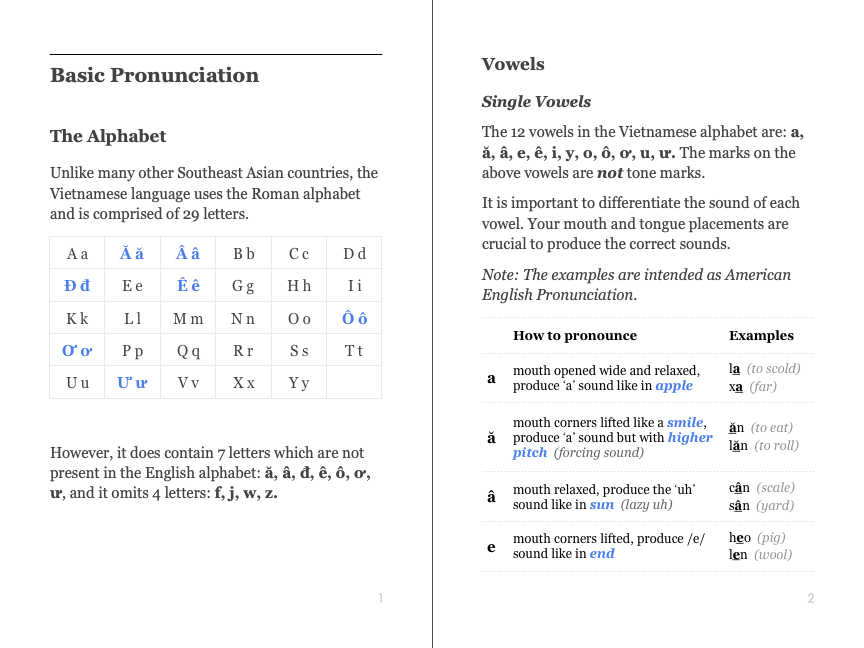 Basic Pronunciation
The Alphabet
Unlike many other Southeast Asian countries, the
Vietnamese language uses the Roman alphabet
and is comprised of 29 letters.
A a Ă ă Â â B b C c D d
Đ đ E e Ê ê G g H h I i
K k L l M m N n O o Ô ô
Ơ ơ P p Q q R r S s T t
U u Ư ư V v X x Y y
However, it does contain 7 letters which are not
present in the English alphabet: ă, â, đ, ê, ô, ơ,
ư, and it omits 4 letters: f, j, w, z.
1
Vowels
Single Vowels
The 12 vowels in the Vietnamese alphabet are: a,
ă, â, e, ê, i, y, o, ô, ơ, u, ư. The marks on the
above vowels are not tone marks.
It is important to differentiate the sound of each
vowel. Your mouth and tongue placements are
crucial to produce the correct sounds.
Note: The examples are intended as American
English Pronunciation.
How to pronounce Examples
a
mouth opened wide and relaxed,
produce ‘a’ sound like in apple
la (to scold)
xa (far)
ă
mouth corners lifted like a smile,
produce ‘a’ sound but with higher
pitch (forcing sound)
ăn (to eat)
lăn (to roll)
â
mouth relaxed, produce the ‘uh’
sound like in sun (lazy uh)
cân (scale)
sân (yard)
e
mouth corners lifted, produce /e/
sound like in end
heo (pig)
len (wool)
2